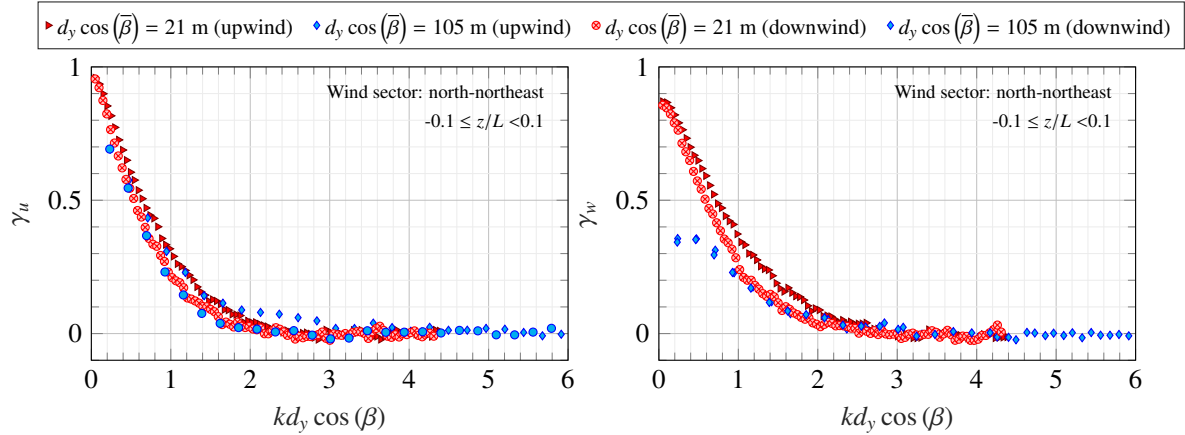 d_y cos (β̅) = 21 m (upwind) d_y cos (β̅) = 105 m (upwind) d_y cos (β̅) = 21 m (downwind) d_y cos (β̅) = 105 m (downwind)
1
0.5
0
γ_u
Wind sector: north-northeast
-0.1 ≤ z/L <0.1
0 1 2 3 4 5 6
kd_y cos (β)
1
0.5
0
γ_w
Wind sector: north-northeast
-0.1 ≤ z/L <0.1
0 1 2 3 4 5 6
kd_y cos (β)